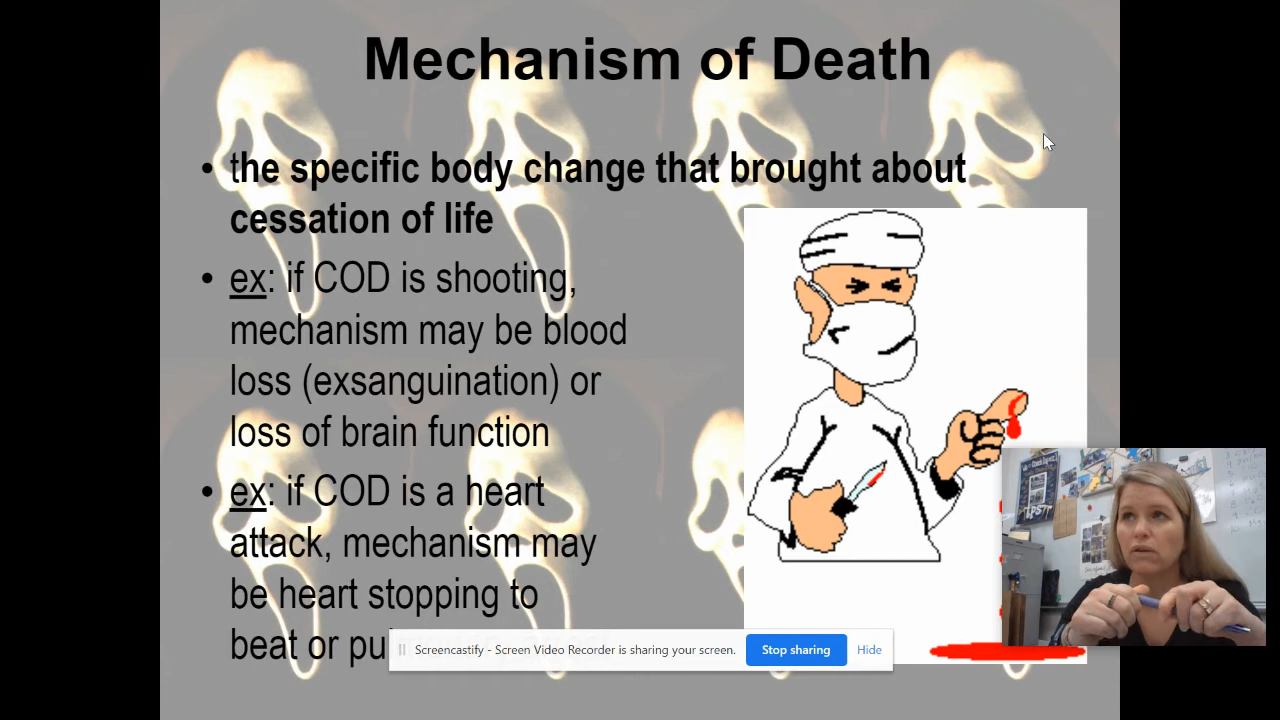 Mechanism of Death
• the specific body change that brought about
cessation of life
• ex: if COD is shooting,
mechanism may be blood
loss (exsanguination) or
loss of brain function
• ex: if COD is a heart
attack, mechanism may
be heart stopping to
beat or
Screencastify - Screen Video Recorder is sharing your screen.
Stop sharing
Hide